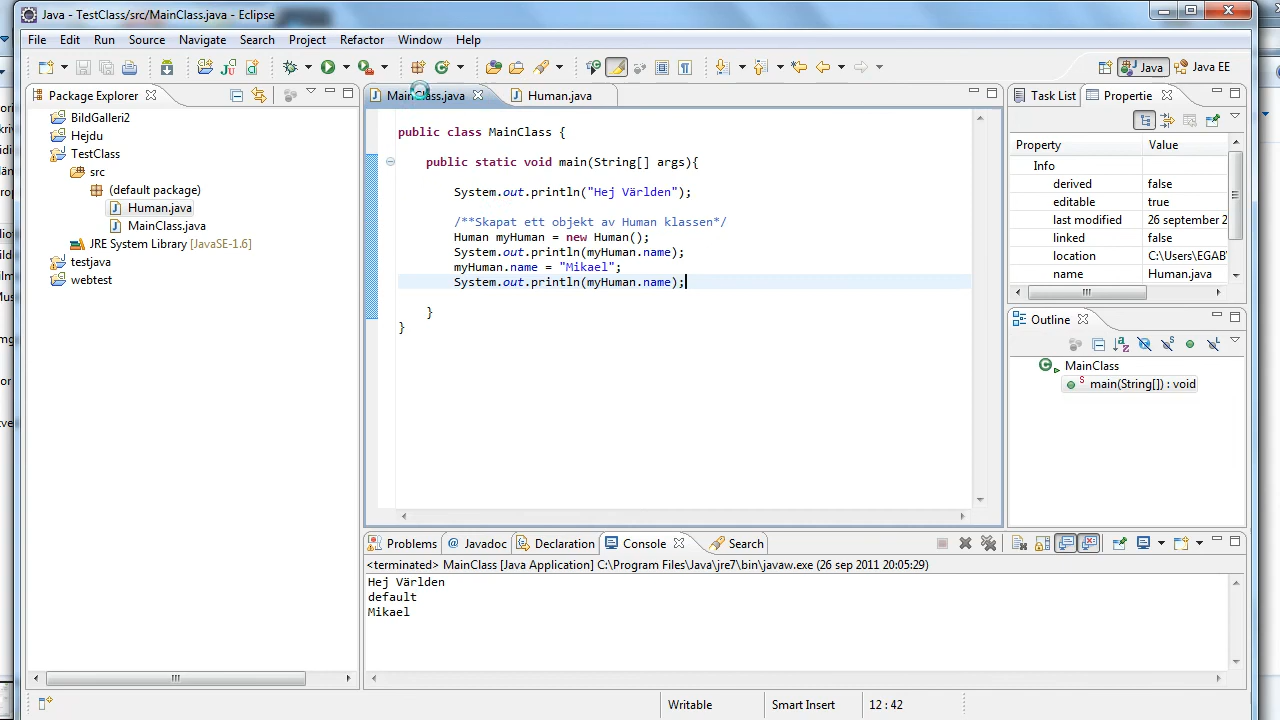 Java - TestClass/src/MainClass.java - Eclipse
File Edit Run Source Navigate Search Project Refactor Window Help
Java Java EE
Package Explorer
BildGalleri2
Hejdu
TestClass
src
(default package)
Human.java
MainClass.java
JRE System Library [JavaSE-1.6]
testjava
webtest
MainClass.java Human.java
public class MainClass {
public static void main(String[] args){
System.out.println("Hej Världen");
/**Skapat ett objekt av Human klassen*/
Human myHuman = new Human();
System.out.println(myHuman.name);
myHuman.name = "Mikael";
System.out.println(myHuman.name);
}
}
Task List Propertie
Property Value
Info
derived false
editable true
last modified 26 september 2
linked false
location C:\Users\EGAB\
name Human.java
Outline
MainClass
main(String[]) : void
Problems @ Javadoc Declaration Console Search
<terminated> MainClass [Java Application] C:\Program Files\Java\jre7\bin\javaw.exe (26 sep 2011 20:05:29)
Hej Världen
default
Mikael
Writable Smart Insert 12 : 42